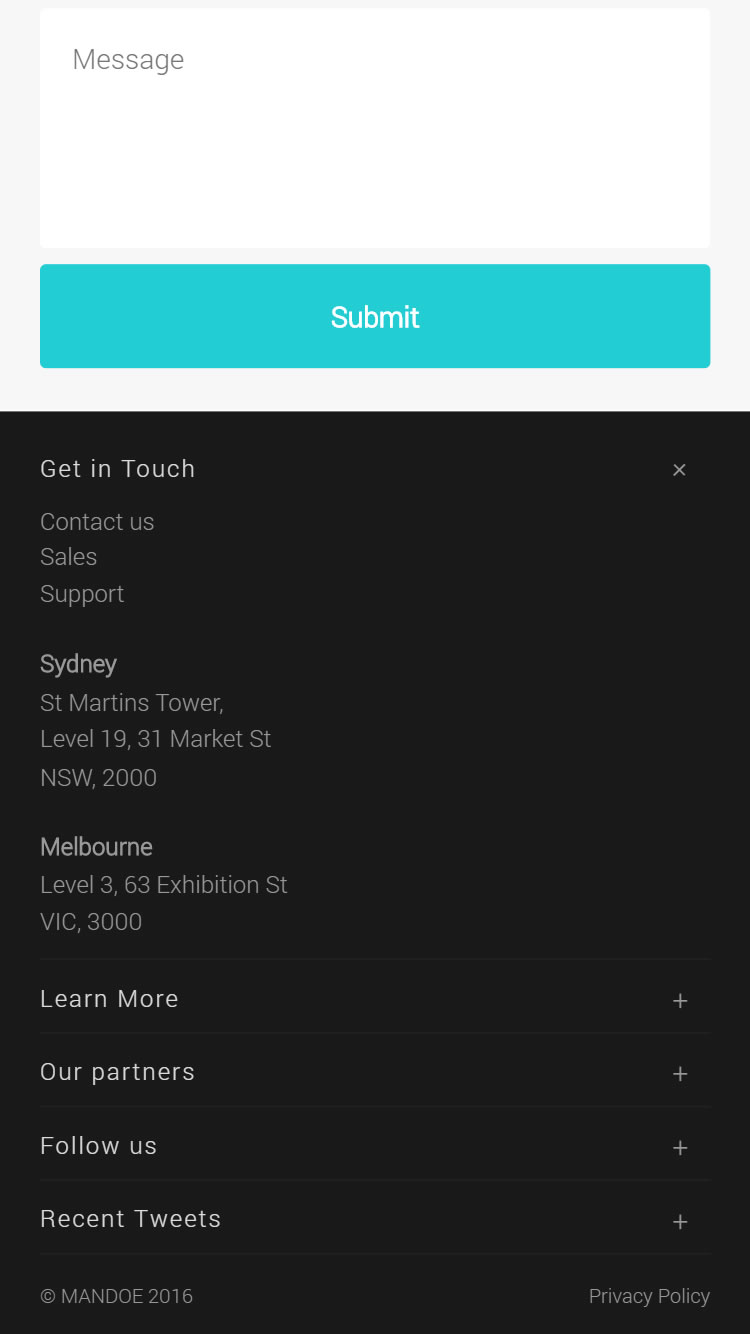 Message
Submit
Get in Touch ×
Contact us
Sales
Support
Sydney
St Martins Tower,
Level 19, 31 Market St
NSW, 2000
Melbourne
Level 3, 63 Exhibition St
VIC, 3000
Learn More +
Our partners +
Follow us +
Recent Tweets +
© MANDOE 2016 Privacy Policy